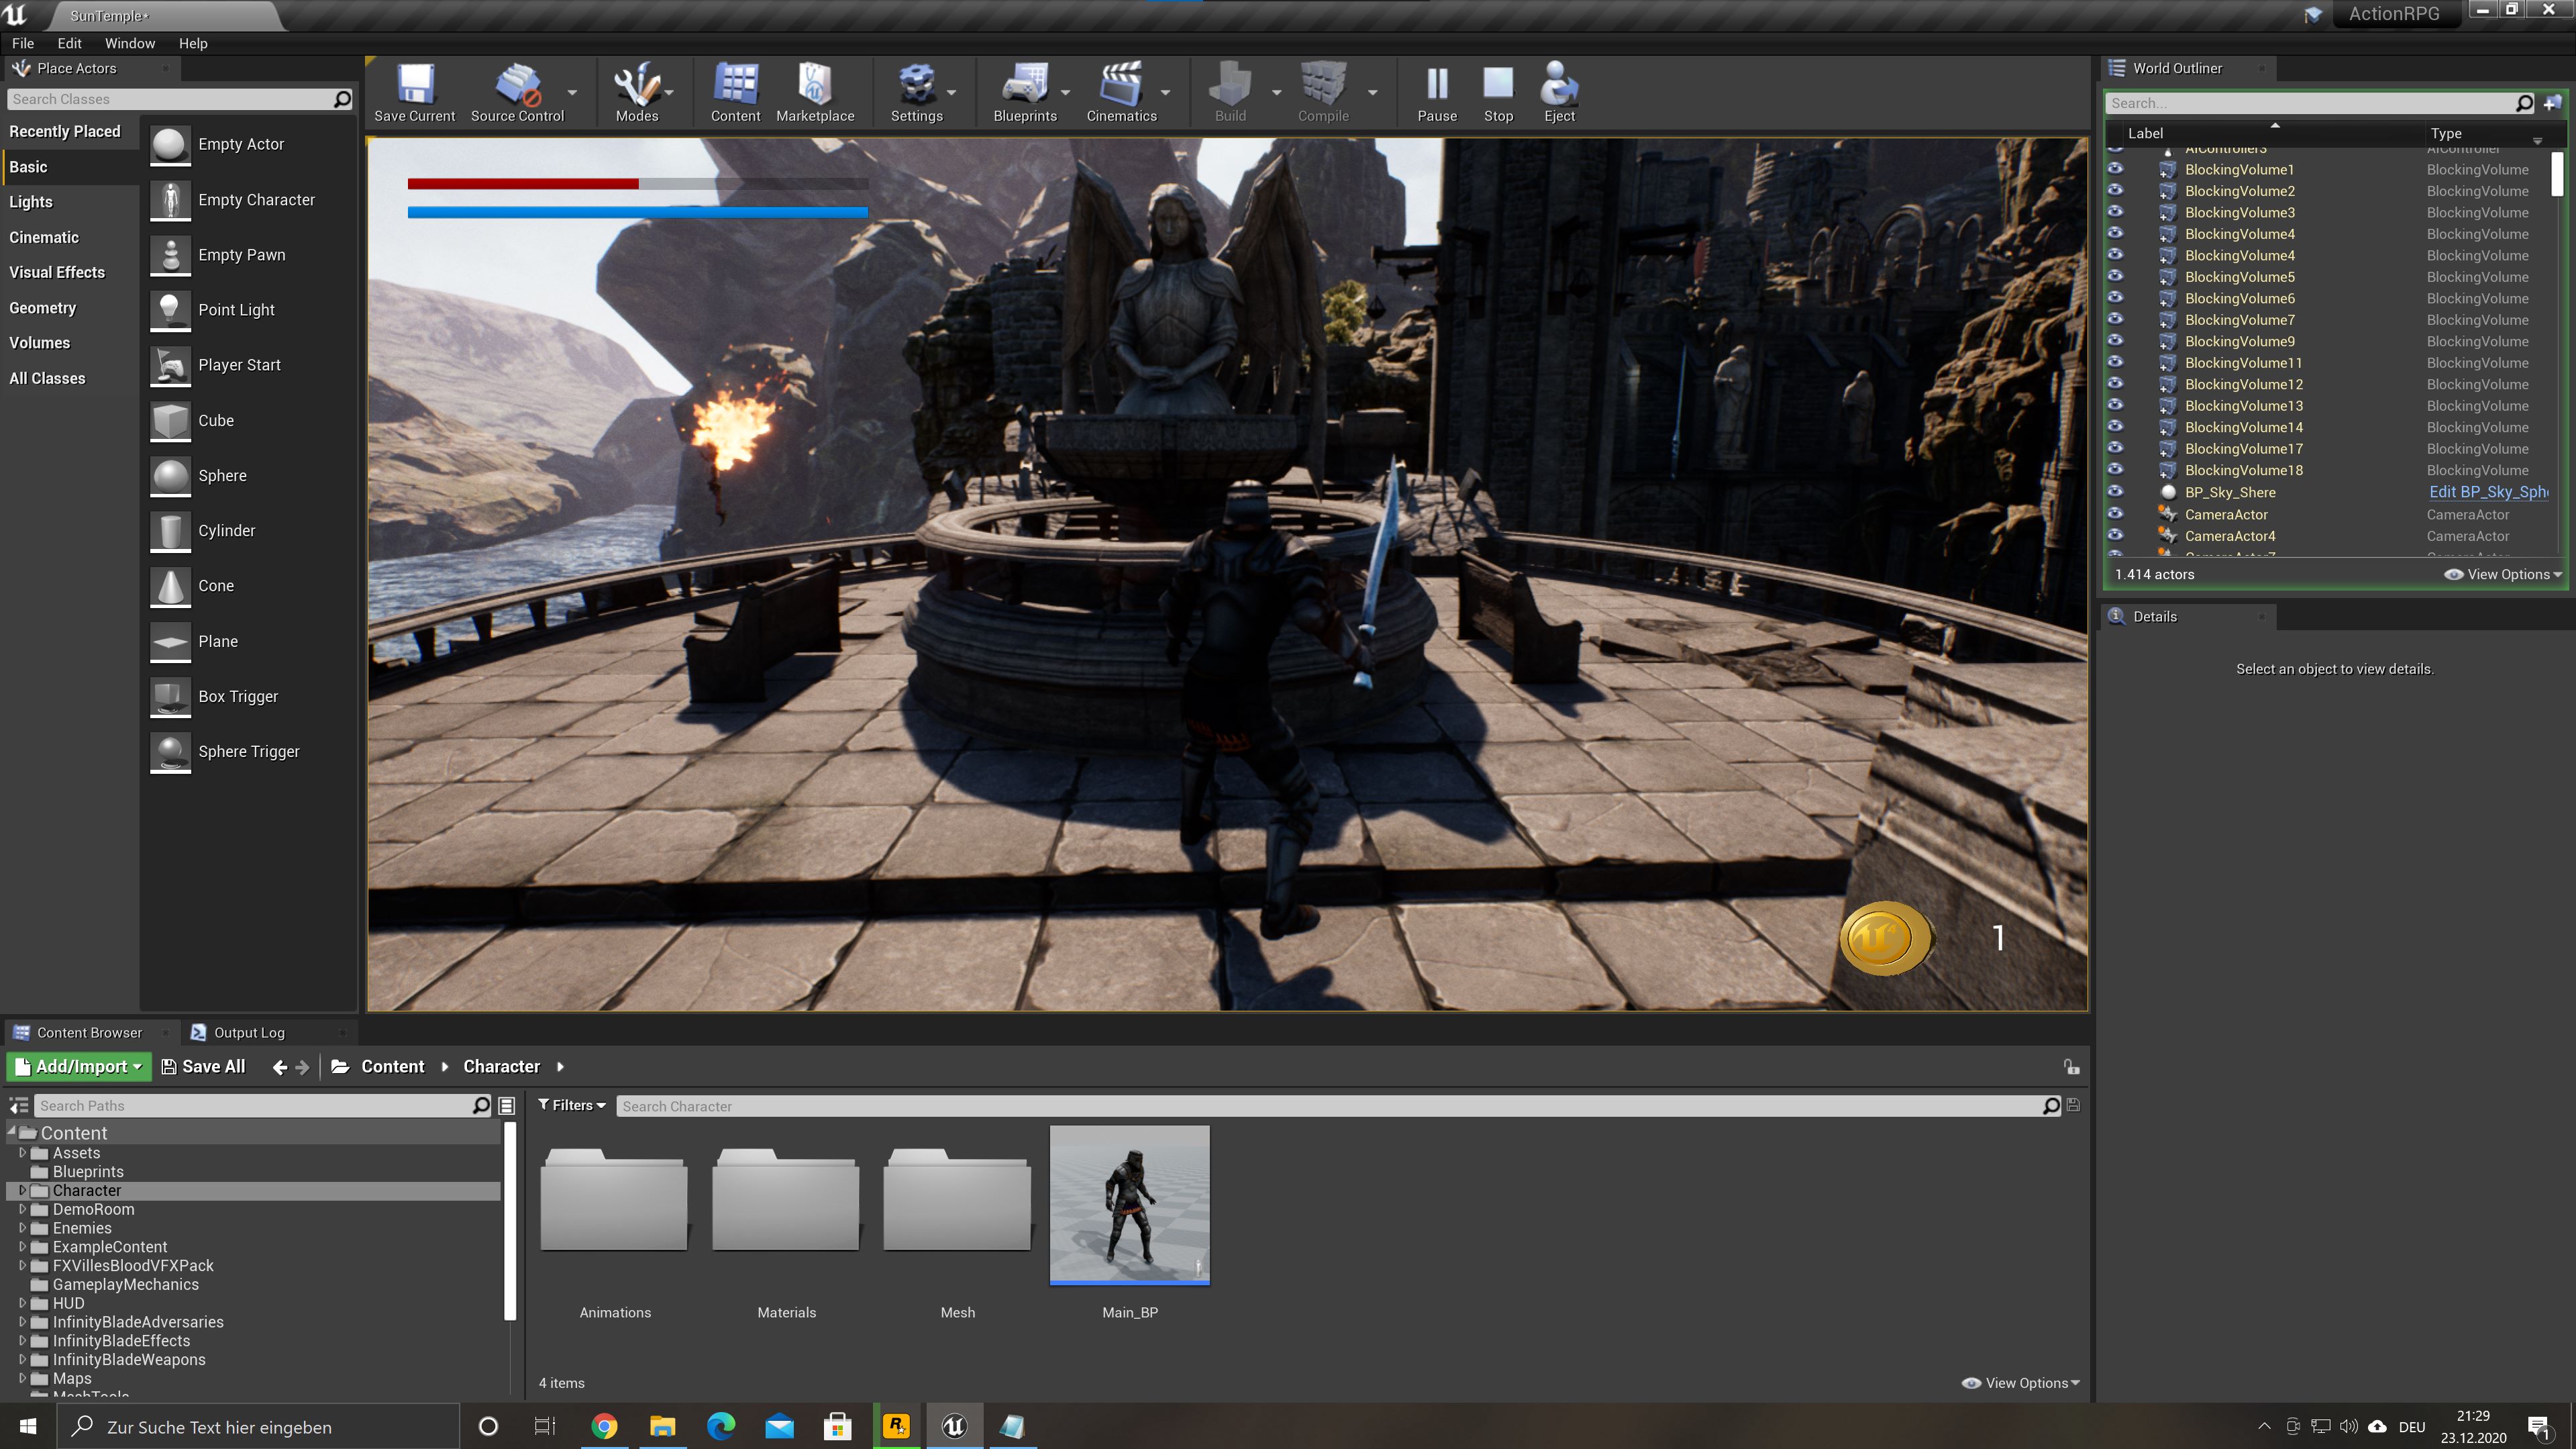 SunTemple*
ActionRPG
File Edit Window Help
Place Actors
Search Classes
Recently Placed
Basic
Lights
Cinematic
Visual Effects
Geometry
Volumes
All Classes
Empty Actor
Empty Character
Empty Pawn
Point Light
Player Start
Cube
Sphere
Cylinder
Cone
Plane
Box Trigger
Sphere Trigger
Save Current Source Control Modes Content Marketplace Settings Blueprints Cinematics Build Compile Pause Stop Eject
1
World Outliner
Search...
Label Type
AIController3 AIController
BlockingVolume1 BlockingVolume
BlockingVolume2 BlockingVolume
BlockingVolume3 BlockingVolume
BlockingVolume4 BlockingVolume
BlockingVolume4 BlockingVolume
BlockingVolume5 BlockingVolume
BlockingVolume6 BlockingVolume
BlockingVolume7 BlockingVolume
BlockingVolume9 BlockingVolume
BlockingVolume11 BlockingVolume
BlockingVolume12 BlockingVolume
BlockingVolume13 BlockingVolume
BlockingVolume14 BlockingVolume
BlockingVolume17 BlockingVolume
BlockingVolume18 BlockingVolume
BP_Sky_Shere Edit BP_Sky_Sph
CameraActor CameraActor
CameraActor4 CameraActor
CameraActor7 CameraActor
1.414 actors View Options
Details
Select an object to view details.
Content Browser Output Log
Add/Import Save All Content Character
Search Paths
Content
Assets
Blueprints
Character
DemoRoom
Enemies
ExampleContent
FXVillesBloodVFXPack
GameplayMechanics
HUD
InfinityBladeAdversaries
InfinityBladeEffects
InfinityBladeWeapons
Maps
MeshTools
Filters Search Character
Animations Materials Mesh Main_BP
4 items View Options
Zur Suche Text hier eingeben
DEU
21:29
23.12.2020
1